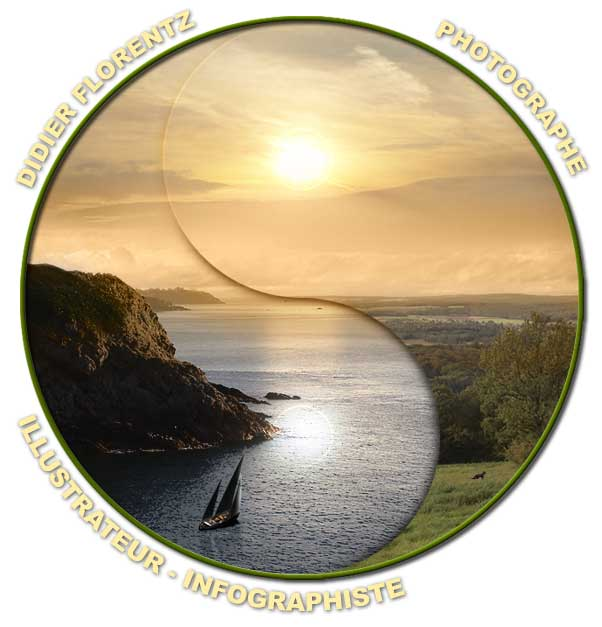 DIDIER FLORENTZ
PHOTOGRAPHE
ILLUSTRATEUR - INFOGRAPHISTE